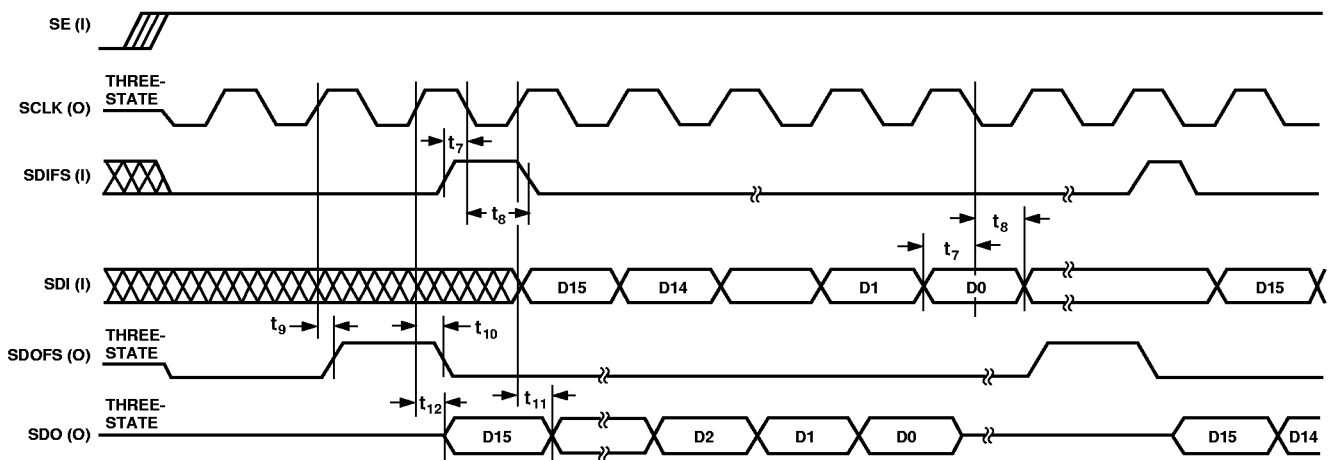 SE (I)
THREE-
STATE
SCLK (O)
t7
SDIFS (I)
t8
t8
t7
SDI (I)
D15
D14
D1
D0
D15
t9
t10
THREE-
STATE
SDOFS (O)
t12
t11
THREE-
STATE
SDO (O)
D15
D2
D1
D0
D15
D14